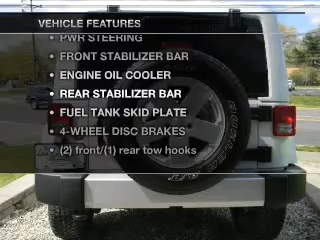 VEHICLE FEATURES
• PWR STEERING
• FRONT STABILIZER BAR
• ENGINE OIL COOLER
• REAR STABILIZER BAR
• FUEL TANK SKID PLATE
• 4-WHEEL DISC BRAKES
• (2) front/(1) rear tow hooks